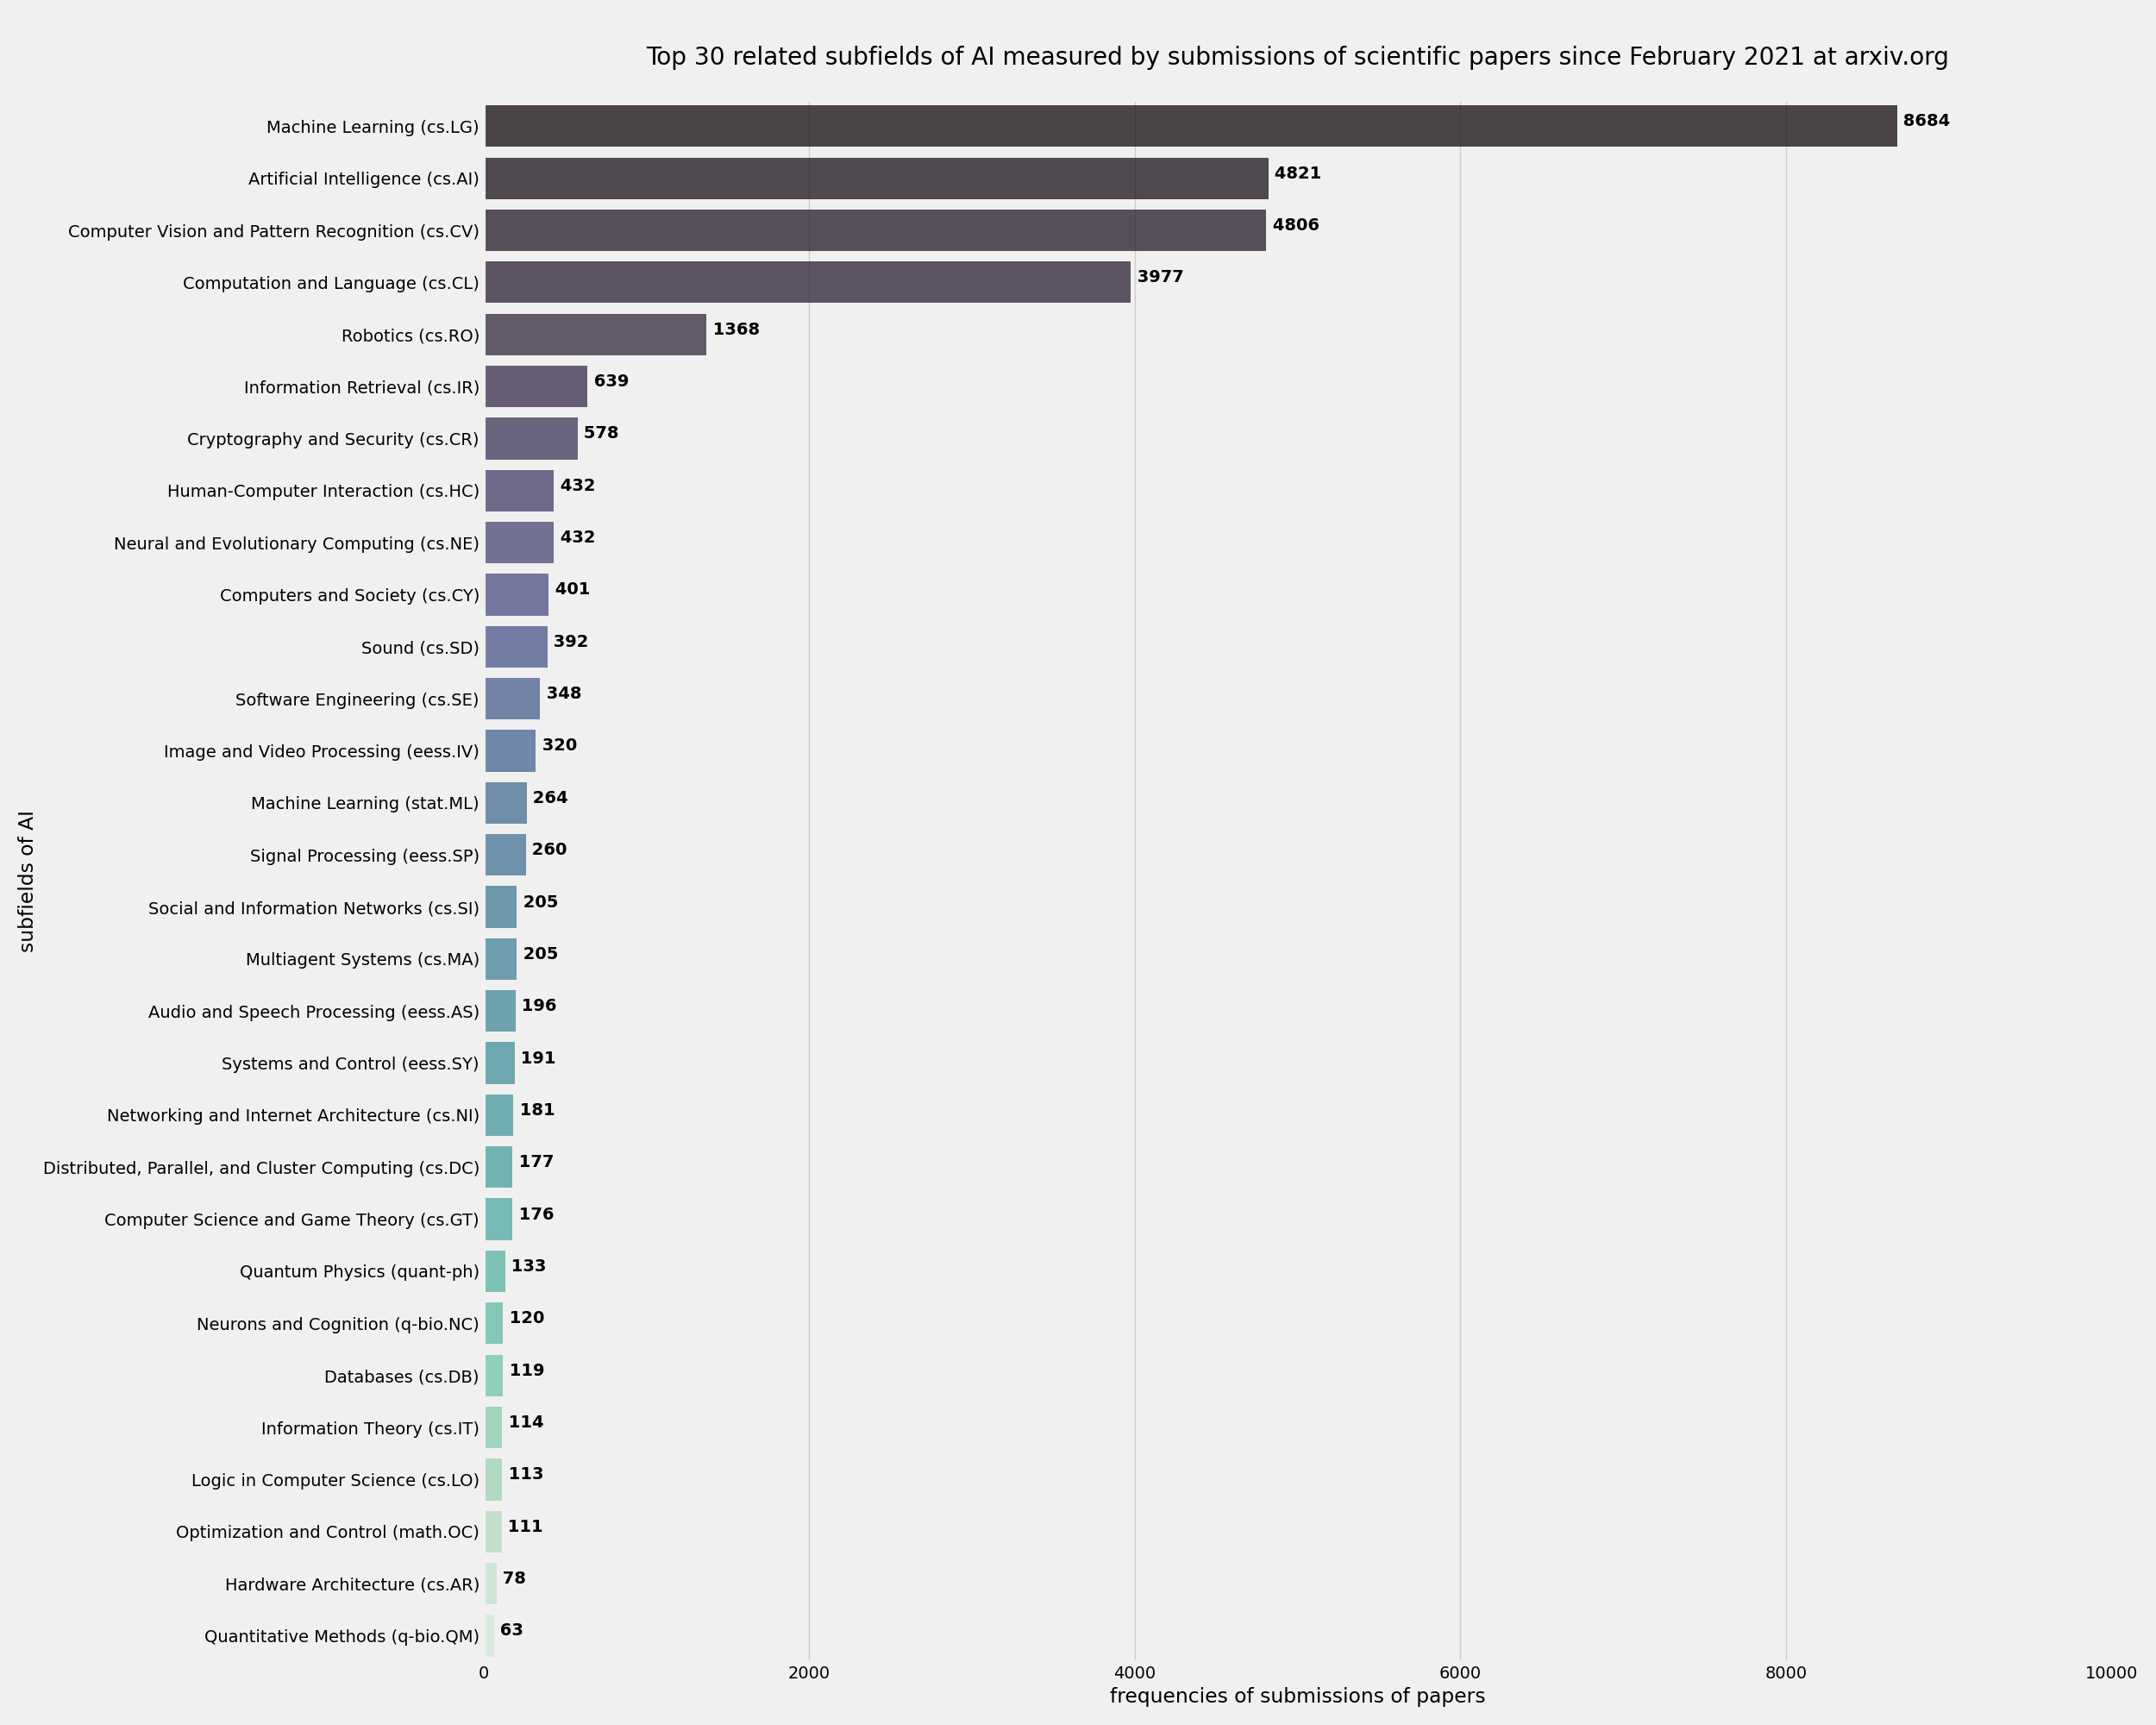 Top 30 related subfields of AI measured by submissions of scientific papers since February 2021 at arxiv.org
Machine Learning (cs.LG) 8684
Artificial Intelligence (cs.AI) 4821
Computer Vision and Pattern Recognition (cs.CV) 4806
Computation and Language (cs.CL) 3977
Robotics (cs.RO) 1368
Information Retrieval (cs.IR) 639
Cryptography and Security (cs.CR) 578
Human-Computer Interaction (cs.HC) 432
Neural and Evolutionary Computing (cs.NE) 432
Computers and Society (cs.CY) 401
Sound (cs.SD) 392
Software Engineering (cs.SE) 348
Image and Video Processing (eess.IV) 320
Machine Learning (stat.ML) 264
Signal Processing (eess.SP) 260
Social and Information Networks (cs.SI) 205
Multiagent Systems (cs.MA) 205
Audio and Speech Processing (eess.AS) 196
Systems and Control (eess.SY) 191
Networking and Internet Architecture (cs.NI) 181
Distributed, Parallel, and Cluster Computing (cs.DC) 177
Computer Science and Game Theory (cs.GT) 176
Quantum Physics (quant-ph) 133
Neurons and Cognition (q-bio.NC) 120
Databases (cs.DB) 119
Information Theory (cs.IT) 114
Logic in Computer Science (cs.LO) 113
Optimization and Control (math.OC) 111
Hardware Architecture (cs.AR) 78
Quantitative Methods (q-bio.QM) 63
subfields of AI
0 2000 4000 6000 8000 10000
frequencies of submissions of papers